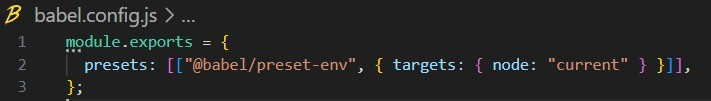 babel.config.js > ...
1 module.exports = {
2 presets: [["@babel/preset-env", { targets: { node: "current" } }]],
3 };